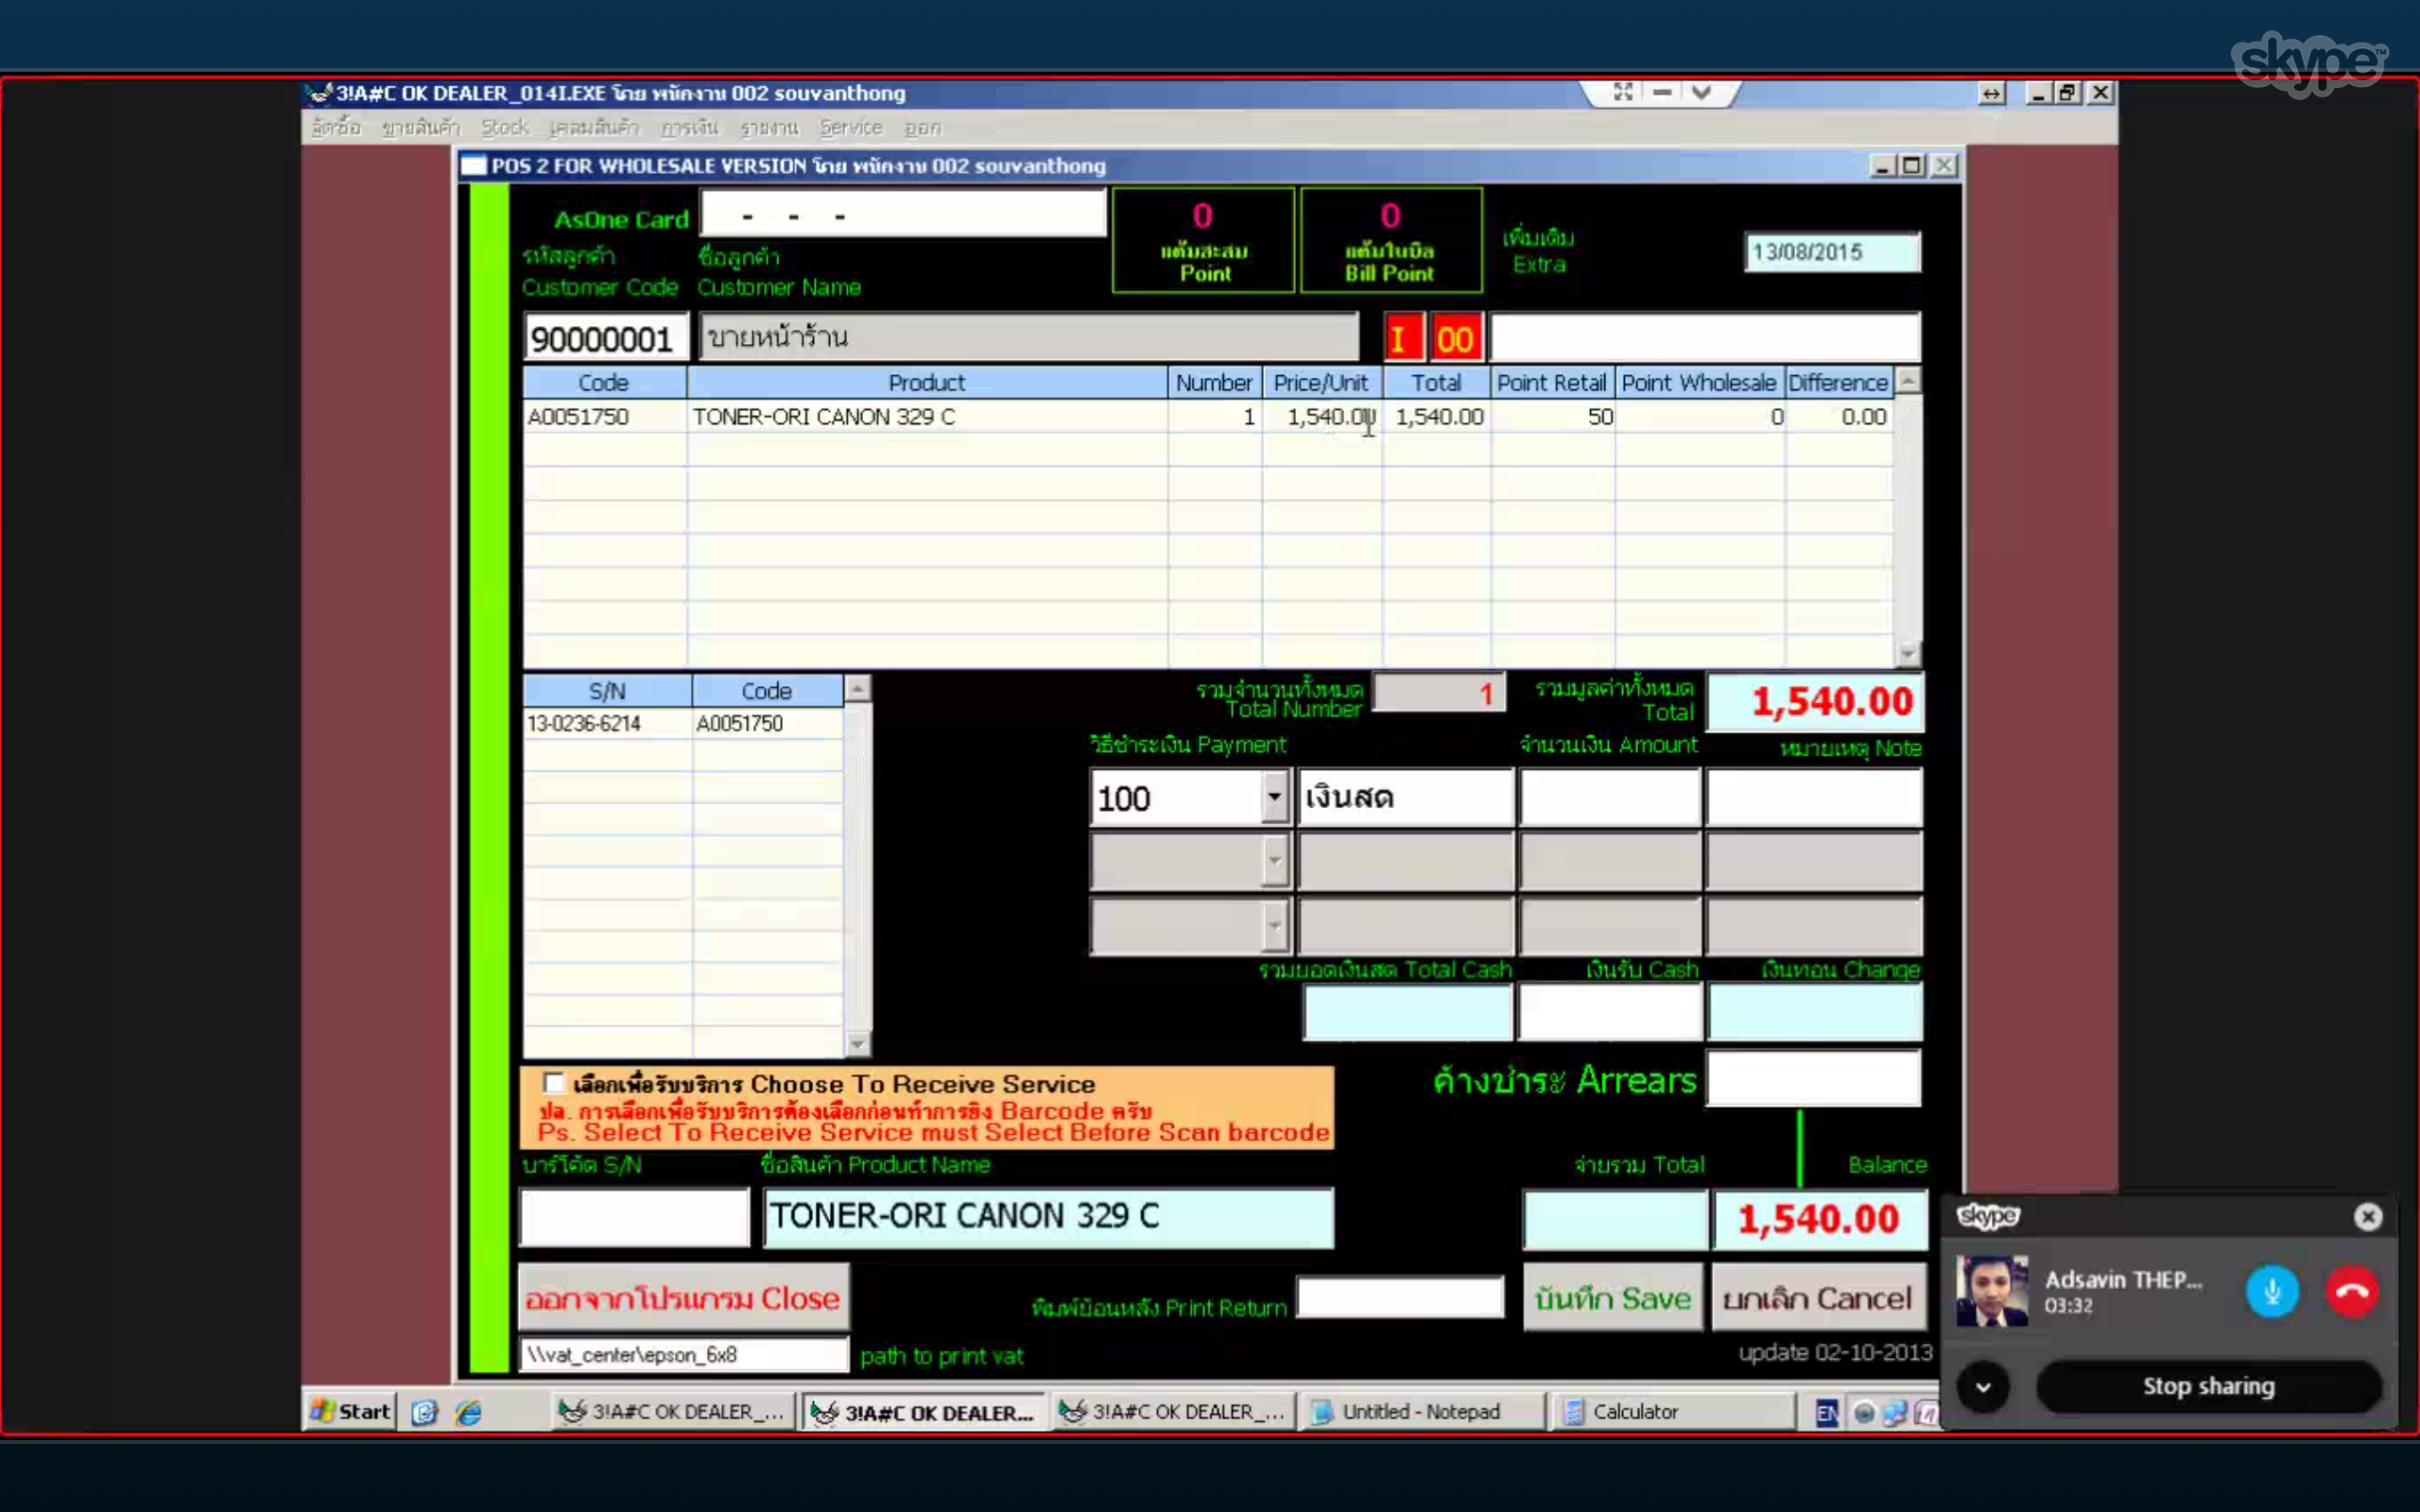 skype™
3!A#C OK DEALER_014I.EXE โดย พนักงาน 002 souvanthong
จัดซื้อ ขายสินค้า Stock เคลมสินค้า การเงิน รายงาน Service ออก
POS 2 FOR WHOLESALE VERSION โดย พนักงาน 002 souvanthong
AsOne Card - - -
0
แต้มสะสม
Point
0
แต้มในบิล
Bill Point
เพิ่มเติม
Extra
13/08/2015
รหัสลูกค้า ชื่อลูกค้า
Customer Code Customer Name
90000001 ขายหน้าร้าน I 00
Code Product Number Price/Unit Total Point Retail Point Wholesale Difference
A0051750 TONER-ORI CANON 329 C 1 1,540.00 1,540.00 50 0 0.00
S/N Code
13-0236-6214 A0051750
รวมจำนวนทั้งหมด
Total Number
1
รวมมูลค่าทั้งหมด
Total
1,540.00
วิธีชำระเงิน Payment จำนวนเงิน Amount หมายเหตุ Note
100 เงินสด
รวมยอดเงินสด Total Cash เงินรับ Cash เงินทอน Change
ค้างชำระ Arrears
เลือกเพื่อรับบริการ Choose To Receive Service
ปล. การเลือกเพื่อรับบริการต้องเลือกก่อนทำการยิง Barcode ครับ
Ps. Select To Receive Service must Select Before Scan barcode
บาร์โค้ด S/N ชื่อสินค้า Product Name จ่ายรวม Total Balance
TONER-ORI CANON 329 C 1,540.00
ออกจากโปรแกรม Close พิมพ์ย้อนหลัง Print Return บันทึก Save ยกเลิก Cancel
\\vat_center\epson_6x8 path to print vat update 02-10-2013
skype
Adsavin THEP...
03:32
Stop sharing
Start 3!A#C OK DEALER_... 3!A#C OK DEALER... 3!A#C OK DEALER_... Untitled - Notepad Calculator EN